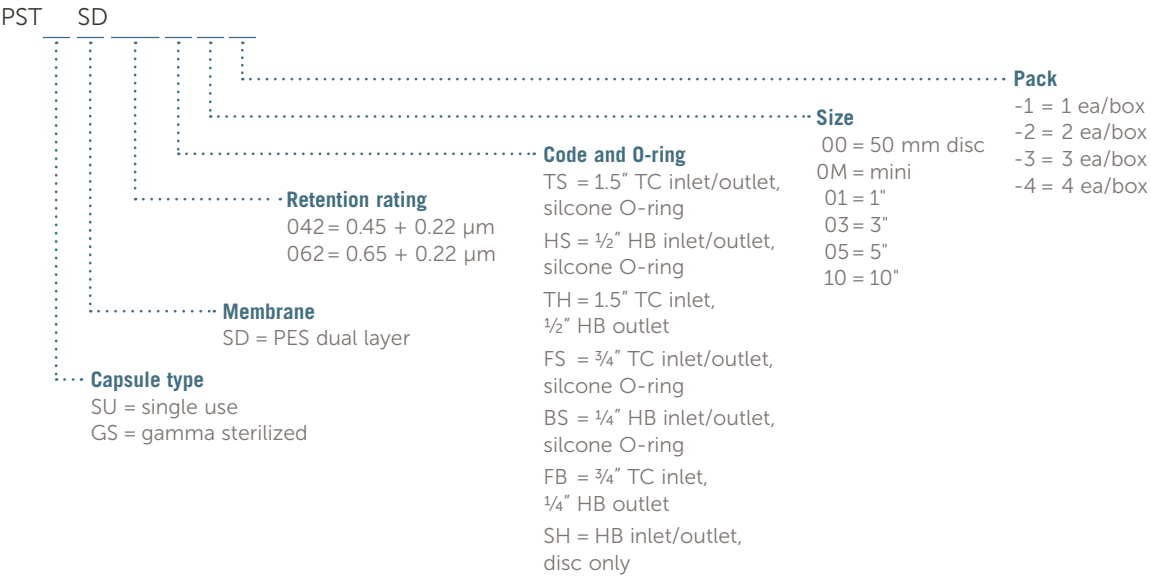 PST SD
Pack
-1 = 1 ea/box
-2 = 2 ea/box
-3 = 3 ea/box
-4 = 4 ea/box
Size
00 = 50 mm disc
0M = mini
01 = 1"
03 = 3"
05 = 5"
10 = 10"
Code and O-ring
TS = 1.5" TC inlet/outlet,
silcone O-ring
HS = ½" HB inlet/outlet,
silcone O-ring
TH = 1.5" TC inlet,
½" HB outlet
FS = ¾" TC inlet/outlet,
silcone O-ring
BS = ¼" HB inlet/outlet,
silcone O-ring
FB = ¾" TC inlet,
¼" HB outlet
SH = HB inlet/outlet,
disc only
Retention rating
042 = 0.45 + 0.22 µm
062 = 0.65 + 0.22 µm
Membrane
SD = PES dual layer
Capsule type
SU = single use
GS = gamma sterilized